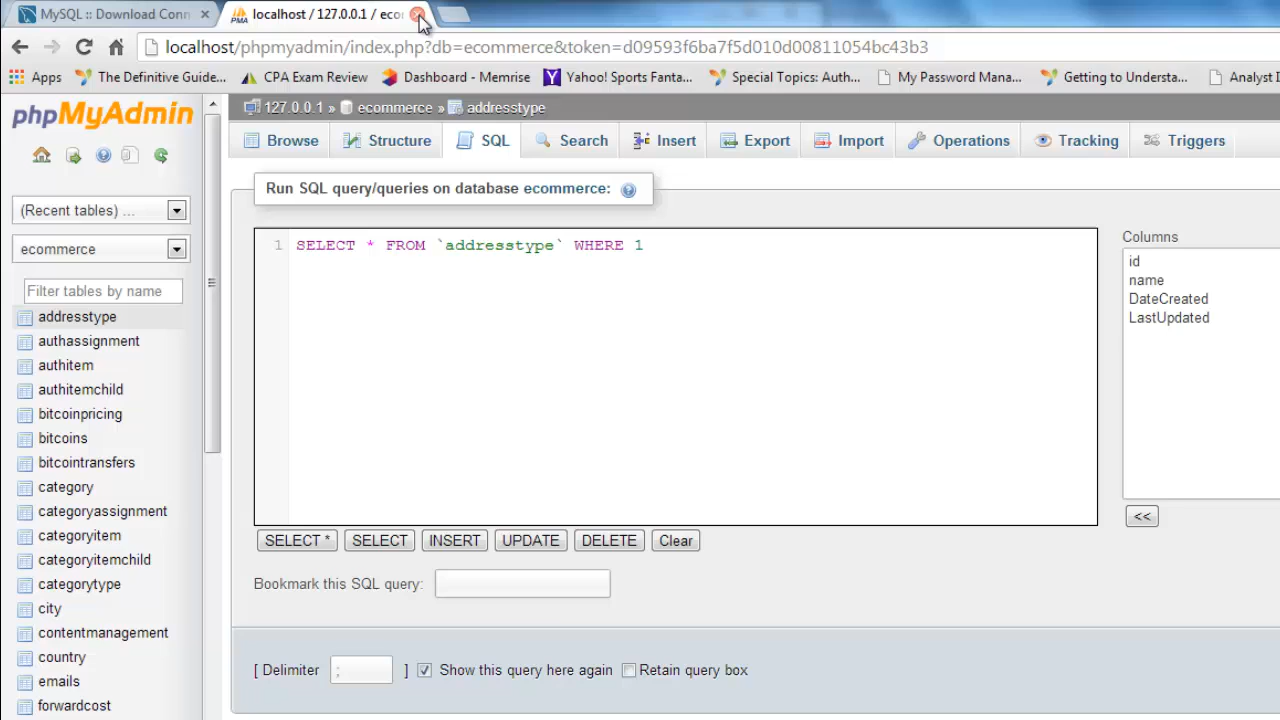 MySQL :: Download Conn
localhost / 127.0.0.1 / eco
localhost/phpmyadmin/index.php?db=ecommerce&token=d09593f6ba7f5d010d00811054bc43b3
Apps The Definitive Guide... CPA Exam Review Dashboard - Memrise Yahoo! Sports Fanta... Special Topics: Auth... My Password Mana... Getting to Understa... Analyst I
phpMyAdmin
127.0.0.1 » ecommerce » addresstype
Browse Structure SQL Search Insert Export Import Operations Tracking Triggers
(Recent tables) ...
ecommerce
Filter tables by name
addresstype
authassignment
authitem
authitemchild
bitcoinpricing
bitcoins
bitcointransfers
category
categoryassignment
categoryitem
categoryitemchild
categorytype
city
contentmanagement
country
emails
forwardcost
Run SQL query/queries on database ecommerce:
1 SELECT * FROM `addresstype` WHERE 1
Columns
id
name
DateCreated
LastUpdated
<<
SELECT * SELECT INSERT UPDATE DELETE Clear
Bookmark this SQL query:
[ Delimiter ; ] Show this query here again Retain query box